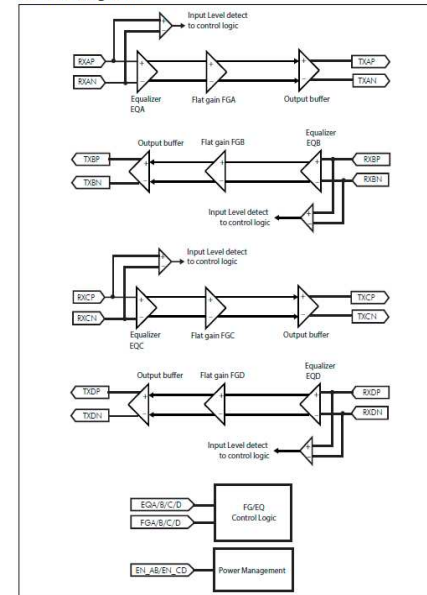 Input Level detect
to control logic
RXAP
RXAN
+
−
+
−
+
−
+
−
TXAP
TXAN
Equalizer
EQA
Flat gain FGA
Output buffer
Output buffer
Flat gain FGB
Equalizer
EQB
TXBP
TXBN
+
−
+
−
+
−
RXBP
RXBN
Input Level detect
to control logic
+
−
Input Level detect
to control logic
+
−
RXCP
RXCN
+
−
+
−
+
−
TXCP
TXCN
Equalizer
EQC
Flat gain FGC
Output buffer
Output buffer
Flat gain FGD
Equalizer
EQD
TXDP
TXDN
+
−
+
−
+
−
RXDP
RXDN
Input Level detect
to control logic
+
−
EQA/B/C/D
FGA/B/C/D
FG/EQ
Control Logic
EN_AB/EN_CD
Power Management